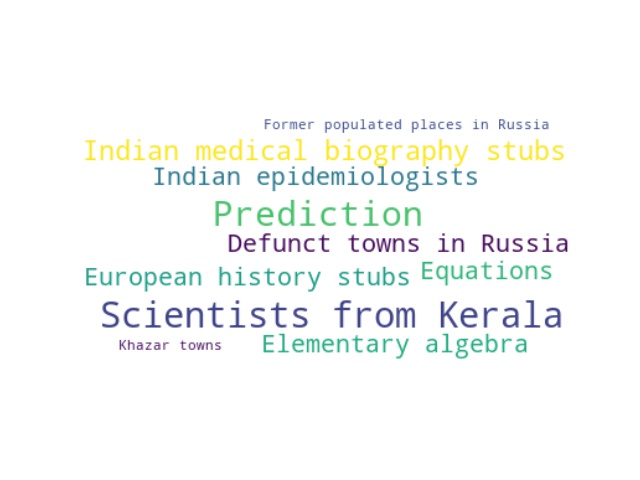 Former populated places in Russia
Indian medical biography stubs
Indian epidemiologists
Prediction
Defunct towns in Russia
European history stubs
Equations
Scientists from Kerala
Khazar towns
Elementary algebra